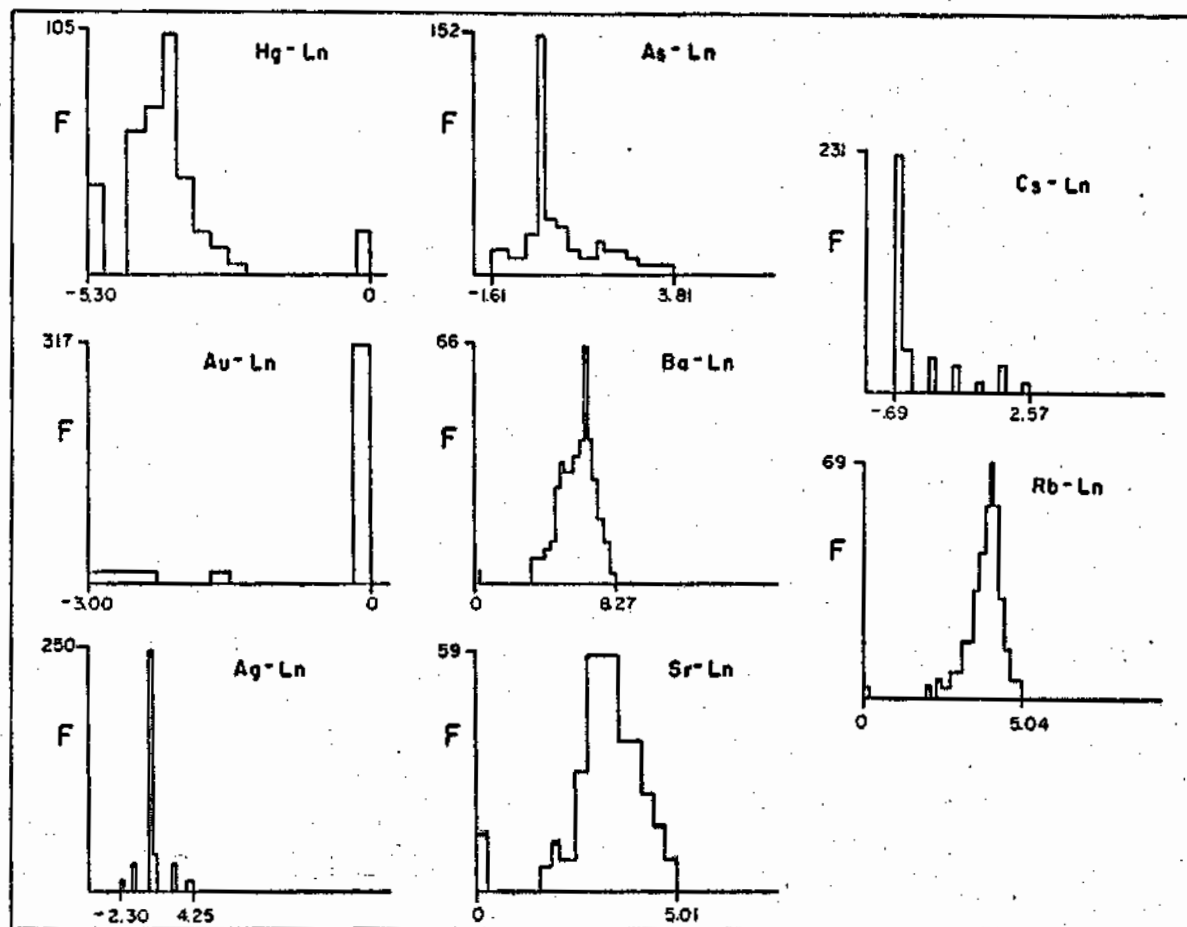 105
Hg-Ln
F
-5.30
0
152
As-Ln
F
-1.61
3.81
231
Cs-Ln
F
-.69
2.57
317
Au-Ln
F
-3.00
0
66
Ba-Ln
F
0
8.27
69
Rb-Ln
F
0
5.04
250
Ag-Ln
F
-2.30
4.25
59
Sr-Ln
F
0
5.01